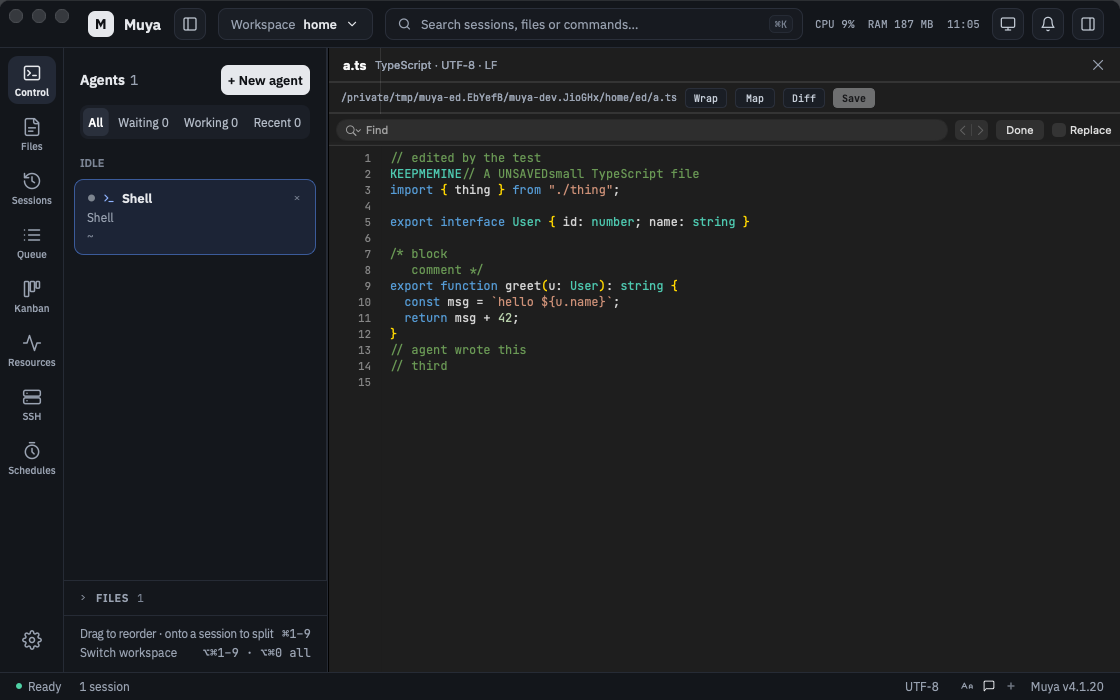 M Muya Workspace home Search sessions, files or commands... ⌘K CPU 9% RAM 187 MB 11:05
Control
Files
Sessions
Queue
Kanban
Resources
SSH
Schedules
Agents 1 + New agent
All Waiting 0 Working 0 Recent 0
IDLE
Shell ×
Shell
~
› FILES 1
Drag to reorder · onto a session to split ⌘1–9
Switch workspace ⌥⌘1–9 · ⌥⌘0 all
a.ts TypeScript · UTF-8 · LF
/private/tmp/muya-ed.EbYefB/muya-dev.JioGHx/home/ed/a.ts Wrap Map Diff Save
Find Done Replace
1 // edited by the test
2 KEEPMEMINE// A UNSAVEDsmall TypeScript file
3 import { thing } from "./thing";
4
5 export interface User { id: number; name: string }
6
7 /* block
8 comment */
9 export function greet(u: User): string {
10 const msg = `hello ${u.name}`;
11 return msg + 42;
12 }
13 // agent wrote this
14 // third
15
Ready 1 session UTF-8 Aa + Muya v4.1.20